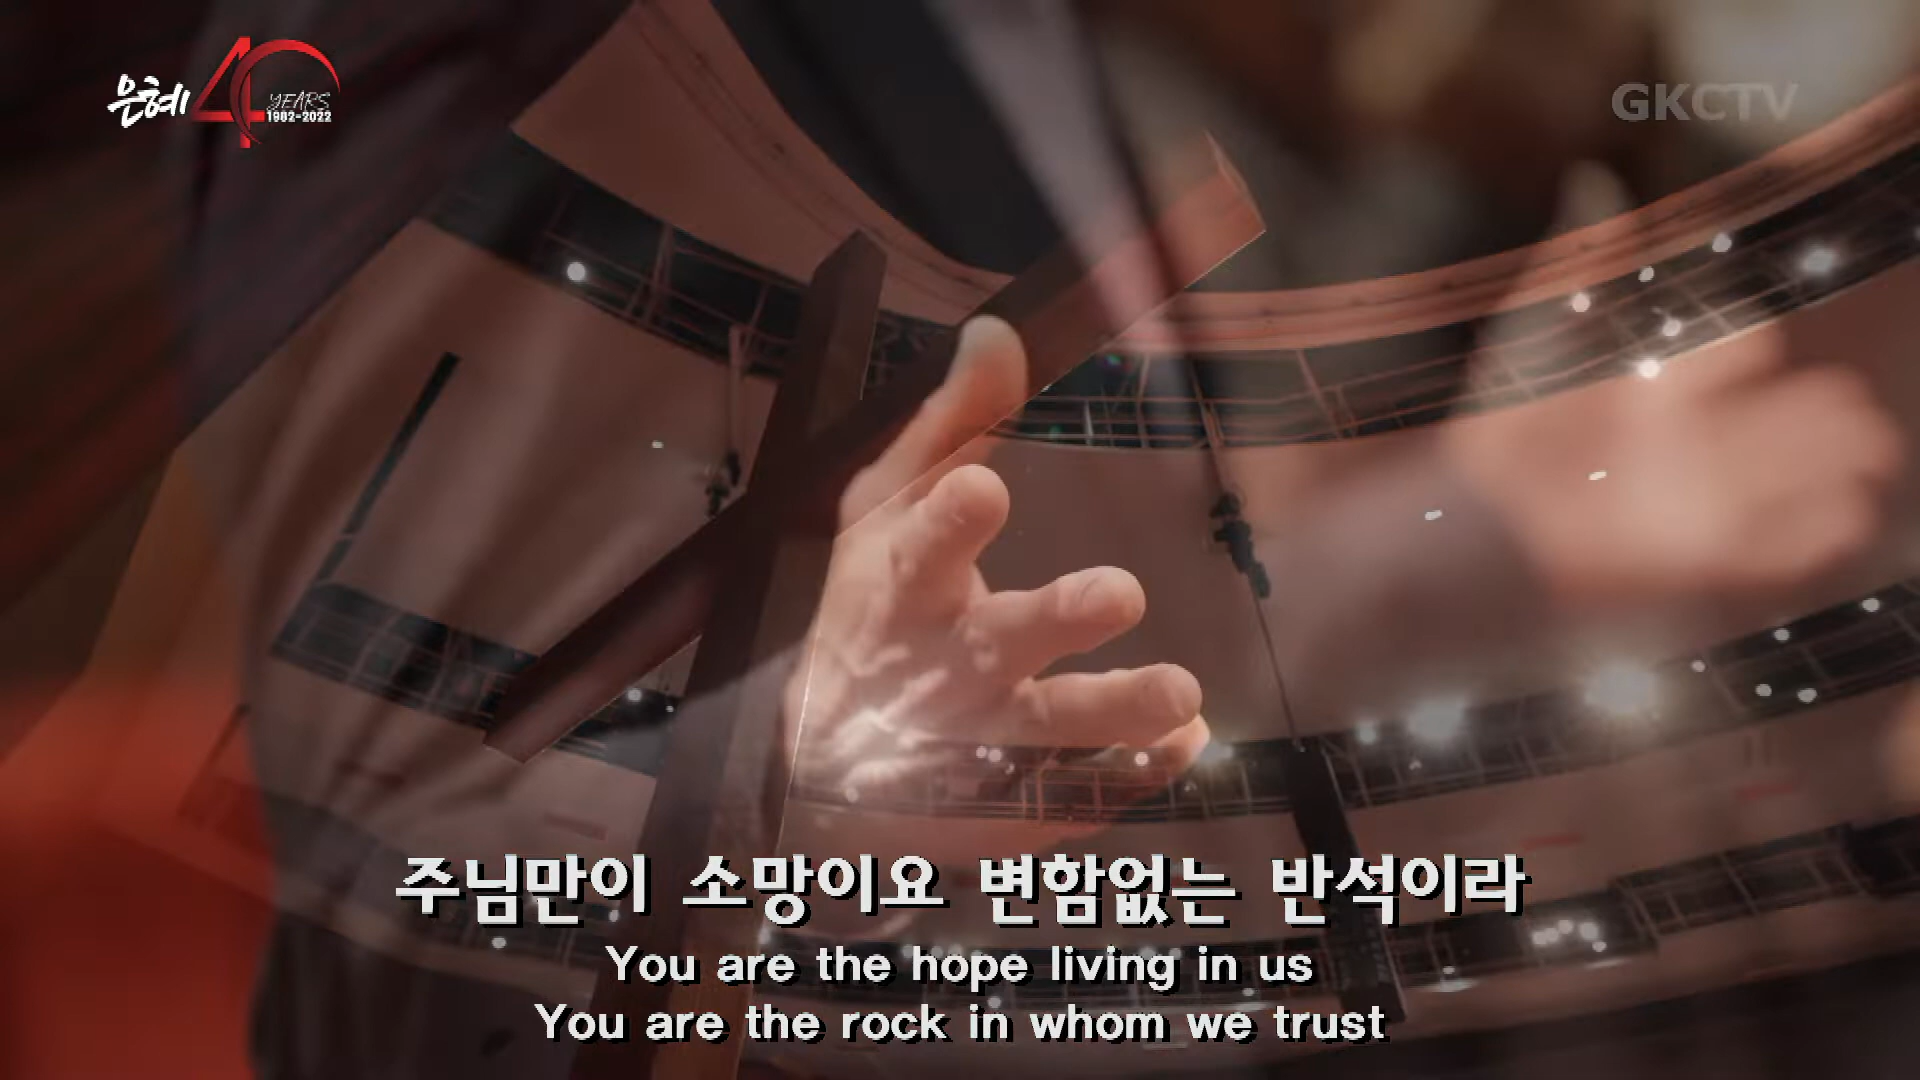 은혜 40 YEARS
1982-2022
GKCTV
주님만이 소망이요 변함없는 반석이라
You are the hope living in us
You are the rock in whom we trust